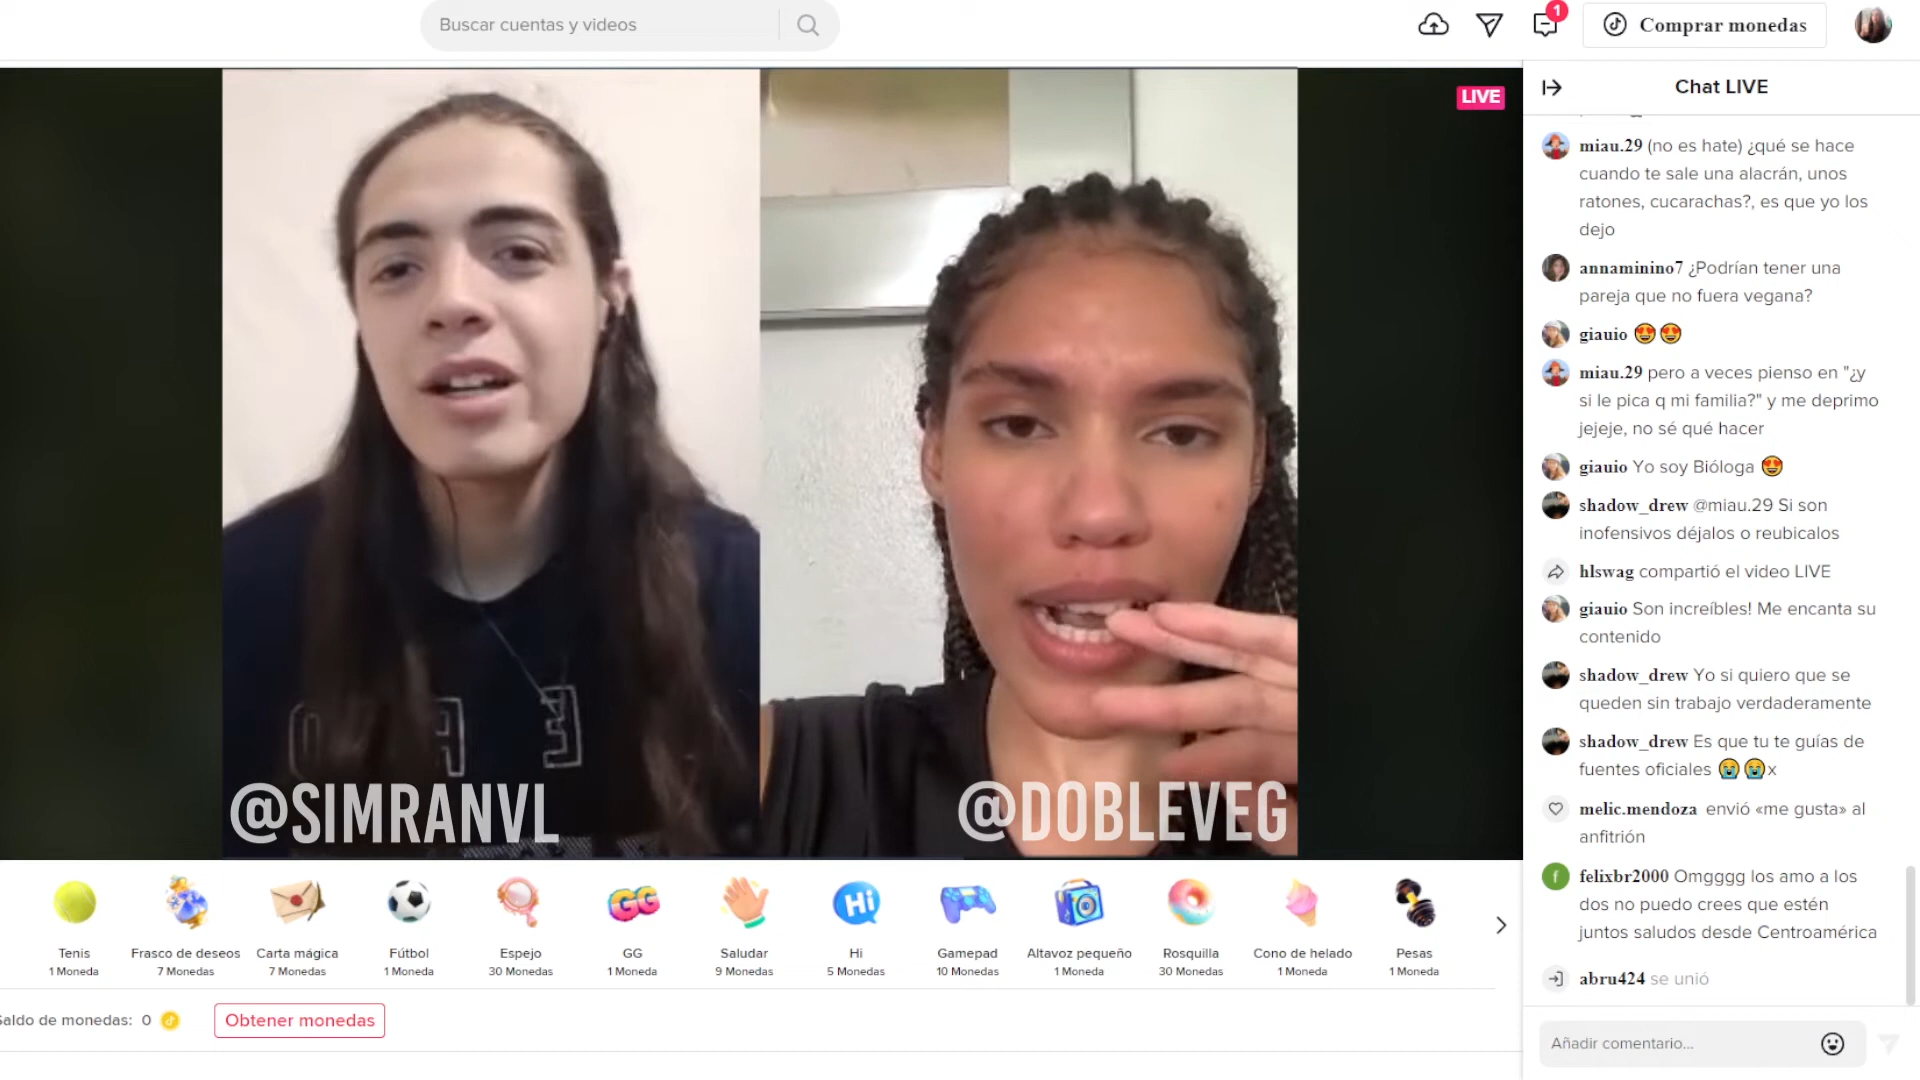 Buscar cuentas y videos
1
Comprar monedas
LIVE
Chat LIVE
miau.29 (no es hate) ¿qué se hace
cuando te sale una alacrán, unos
ratones, cucarachas?, es que yo los
dejo
annaminino7 ¿Podrían tener una
pareja que no fuera vegana?
giauio 😍😍
miau.29 pero a veces pienso en "¿y
si le pica q mi familia?" y me deprimo
jejeje, no sé qué hacer
giauio Yo soy Bióloga 😍
shadow_drew @miau.29 Si son
inofensivos déjalos o reubicalos
hlswag compartió el video LIVE
giauio Son increíbles! Me encanta su
contenido
shadow_drew Yo si quiero que se
queden sin trabajo verdaderamente
shadow_drew Es que tu te guías de
fuentes oficiales 😭😭x
melic.mendoza envió «me gusta» al
anfitrión
f felixbr2000 Omgggg los amo a los
dos no puedo crees que estén
juntos saludos desde Centroamérica
abru424 se unió
Añadir comentario...
@SIMRANVL
@DOBLEVEG
GG
Hi
Tenis
1 Moneda
Frasco de deseos
7 Monedas
Carta mágica
7 Monedas
Fútbol
1 Moneda
Espejo
30 Monedas
GG
1 Moneda
Saludar
9 Monedas
Hi
5 Monedas
Gamepad
10 Monedas
Altavoz pequeño
1 Moneda
Rosquilla
30 Monedas
Cono de helado
1 Moneda
Pesas
1 Moneda
Saldo de monedas: 0
Obtener monedas